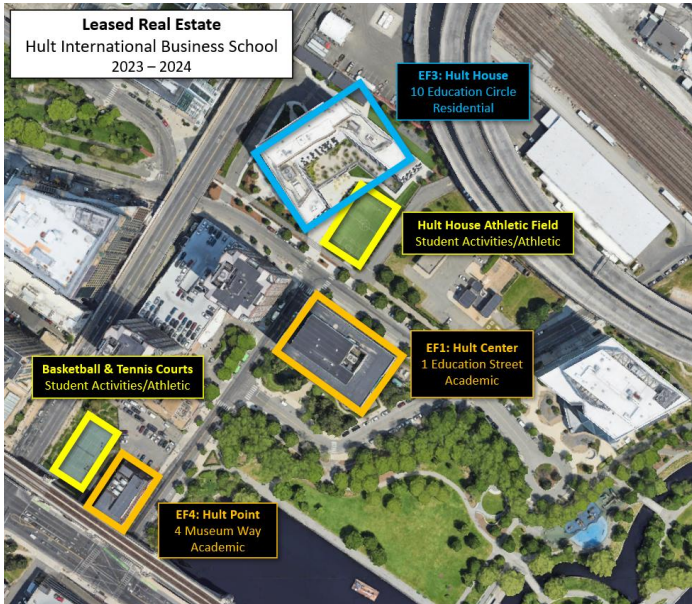 Leased Real Estate
Hult International Business School
2023 – 2024
EF3: Hult House
10 Education Circle
Residential
Hult House Athletic Field
Student Activities/Athletic
EF1: Hult Center
1 Education Street
Academic
Basketball & Tennis Courts
Student Activities/Athletic
EF4: Hult Point
4 Museum Way
Academic